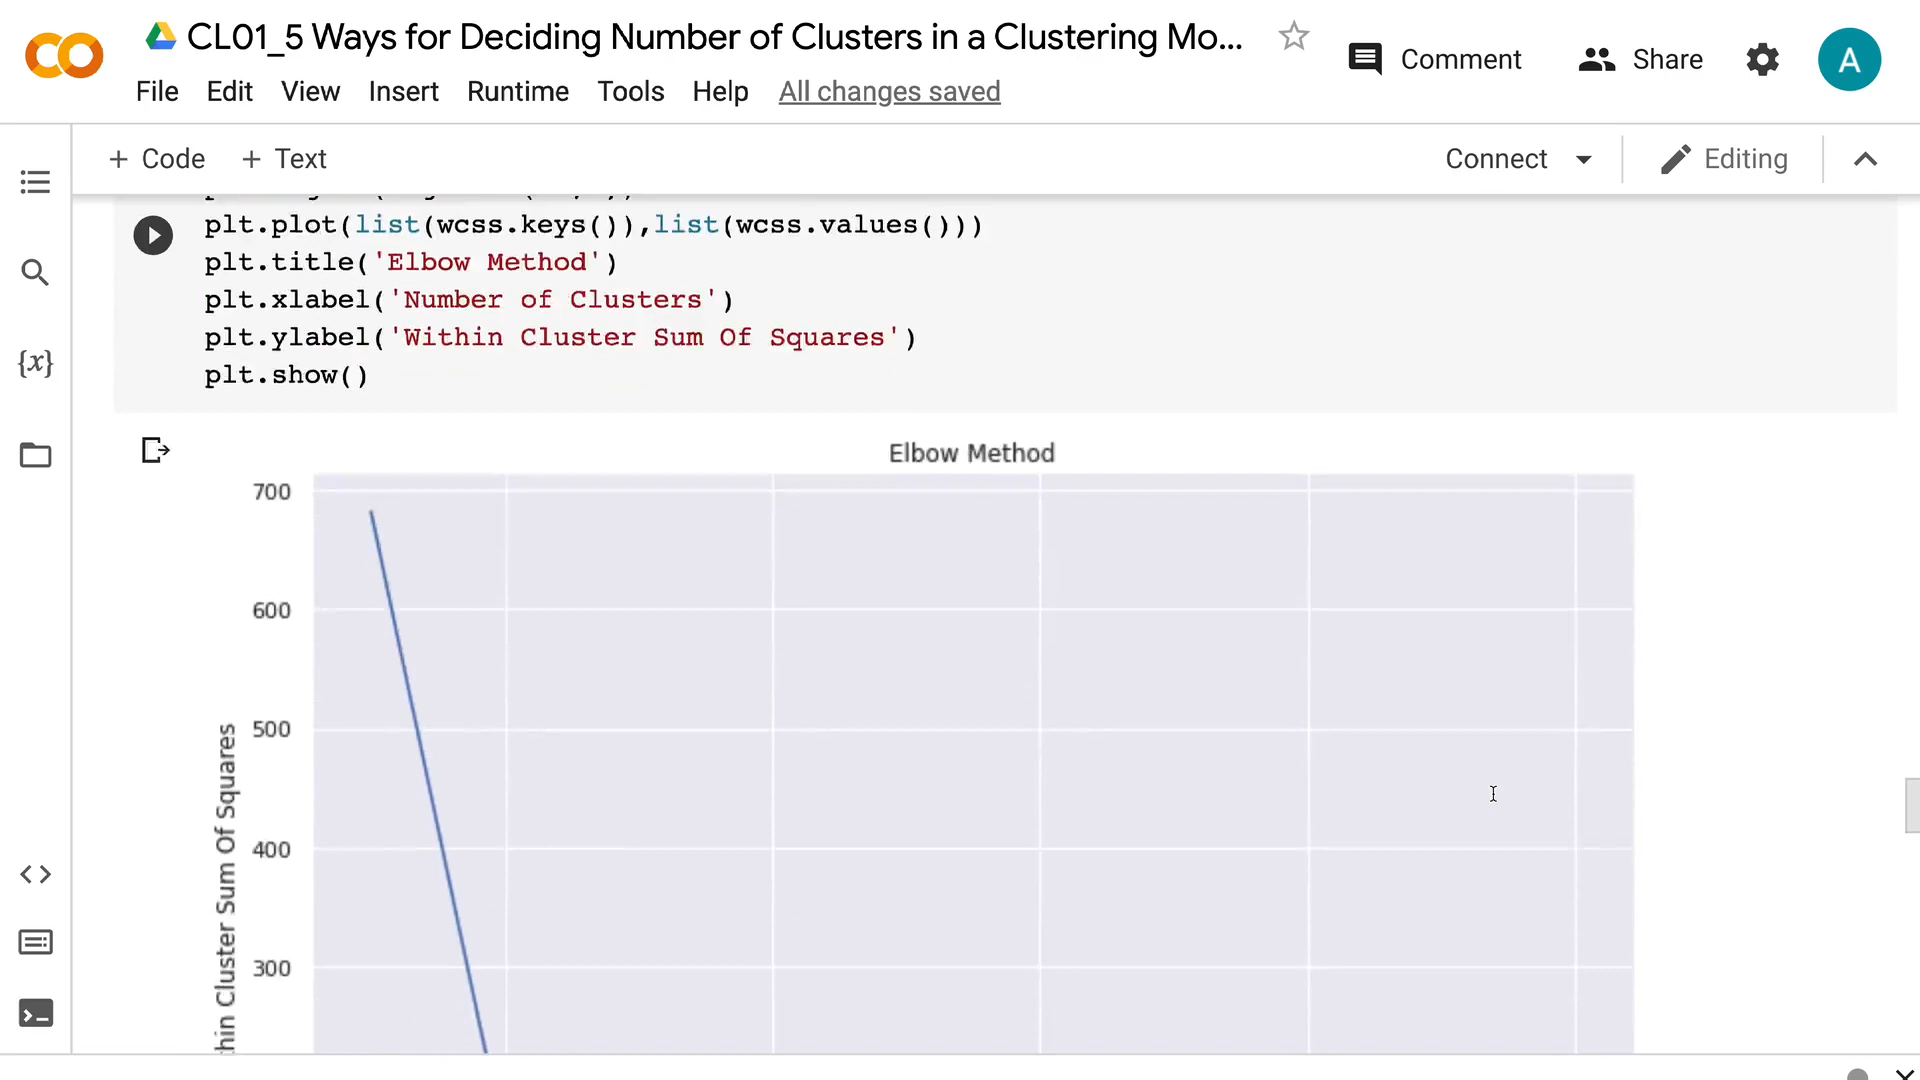 CL01_5 Ways for Deciding Number of Clusters in a Clustering Mo...
Comment
Share
A
File Edit View Insert Runtime Tools Help All changes saved
+ Code + Text
Connect
Editing
plt.plot(list(wcss.keys()),list(wcss.values()))
plt.title('Elbow Method')
plt.xlabel('Number of Clusters')
plt.ylabel('Within Cluster Sum Of Squares')
plt.show()
{x}
Elbow Method
700
600
500
400
300
Cluster Sum Of Squares